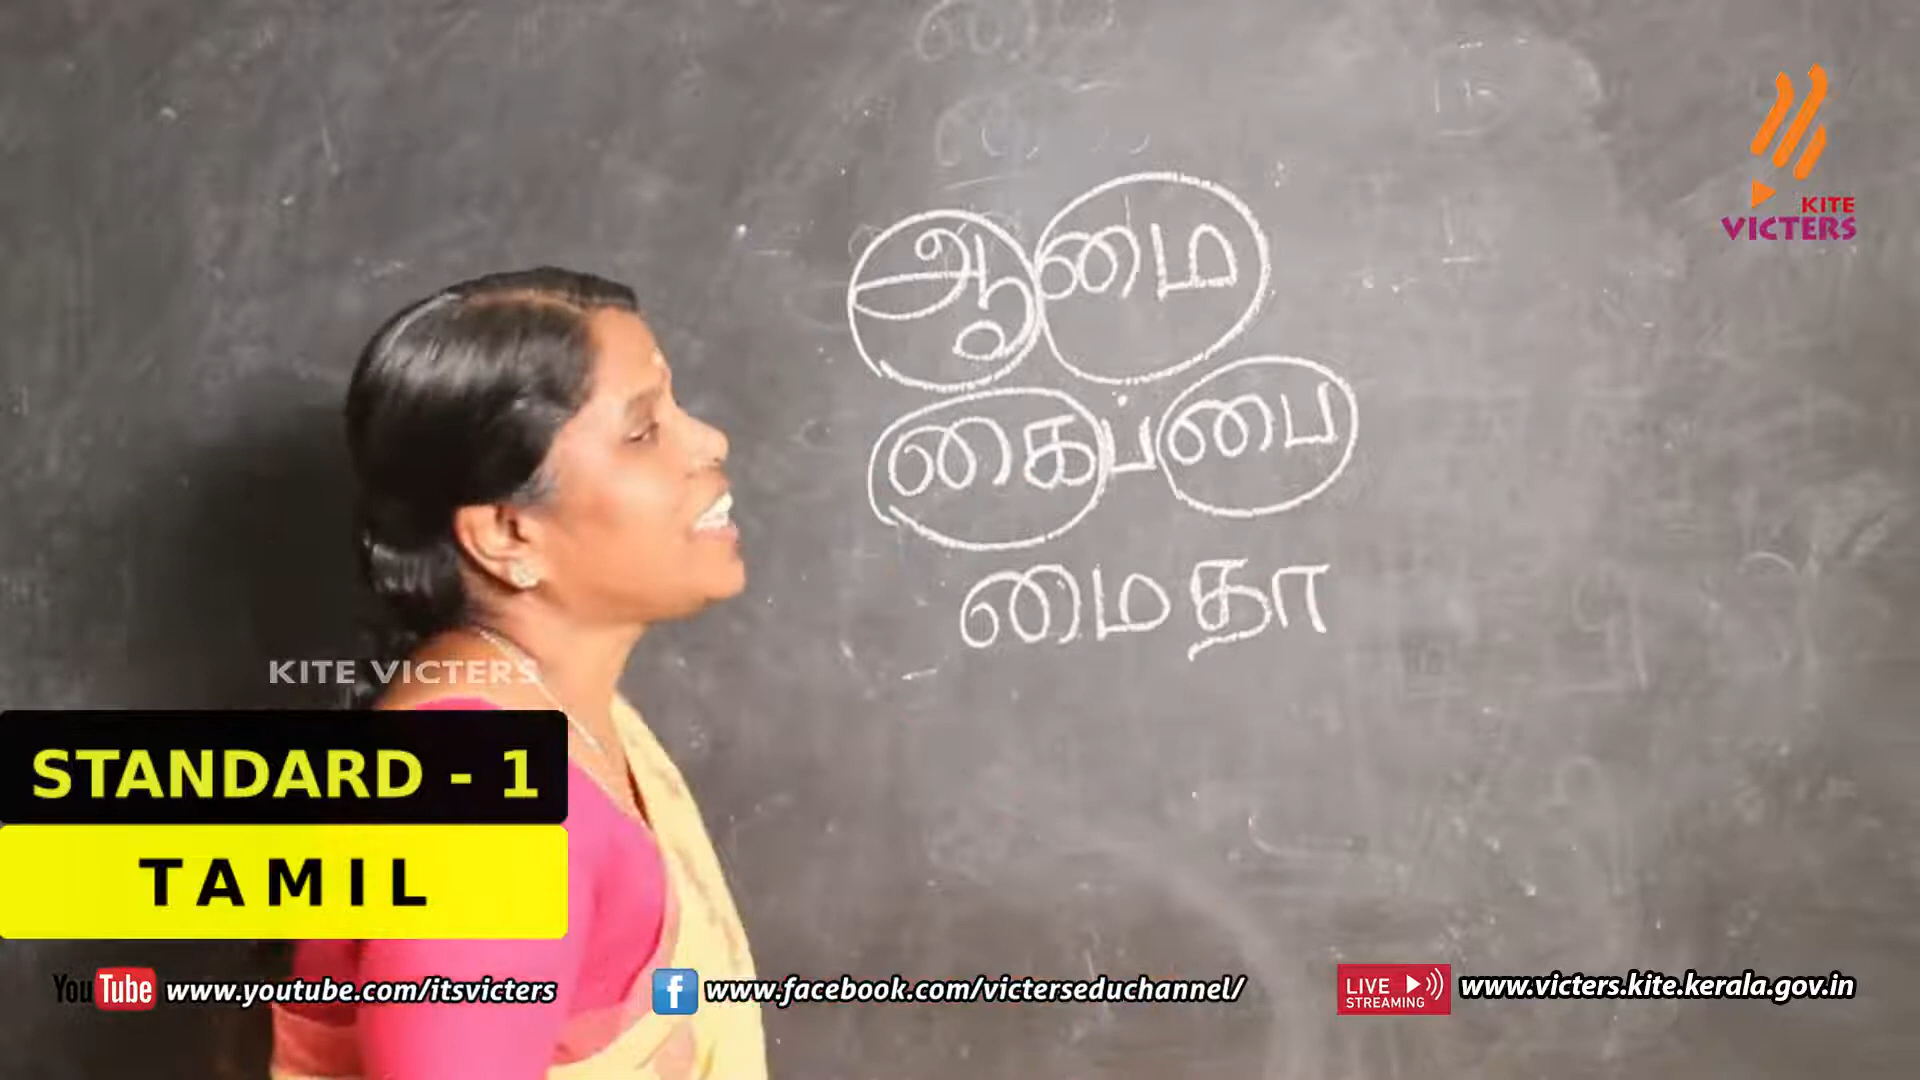 ஆமை
கைப்பை
மைதா
KITE
VICTERS
KITE VICTERS
STANDARD - 1
TAMIL
YouTube www.youtube.com/itsvicters
f www.facebook.com/victerseduchannel/
LIVE STREAMING www.victers.kite.kerala.gov.in